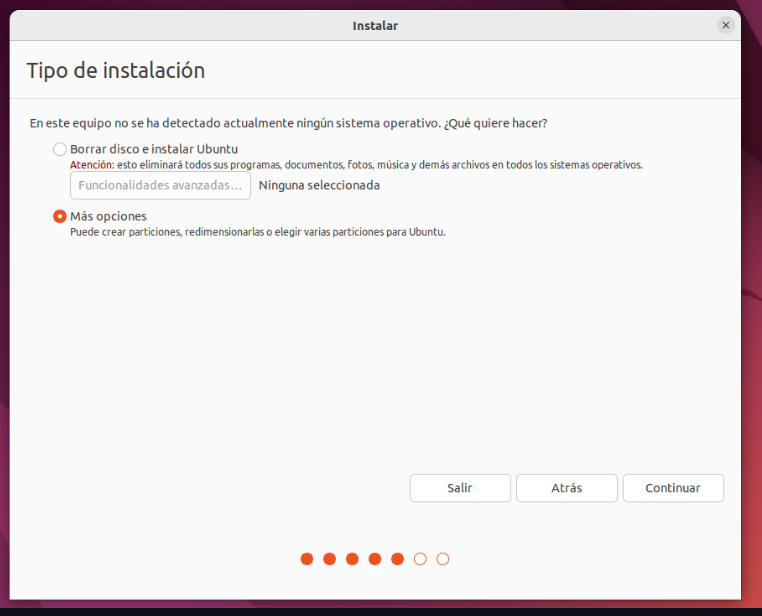 Instalar
Tipo de instalación
En este equipo no se ha detectado actualmente ningún sistema operativo. ¿Qué quiere hacer?
Borrar disco e instalar Ubuntu
Atención: esto eliminará todos sus programas, documentos, fotos, música y demás archivos en todos los sistemas operativos.
Funcionalidades avanzadas... Ninguna seleccionada
Más opciones
Puede crear particiones, redimensionarlas o elegir varias particiones para Ubuntu.
Salir Atrás Continuar